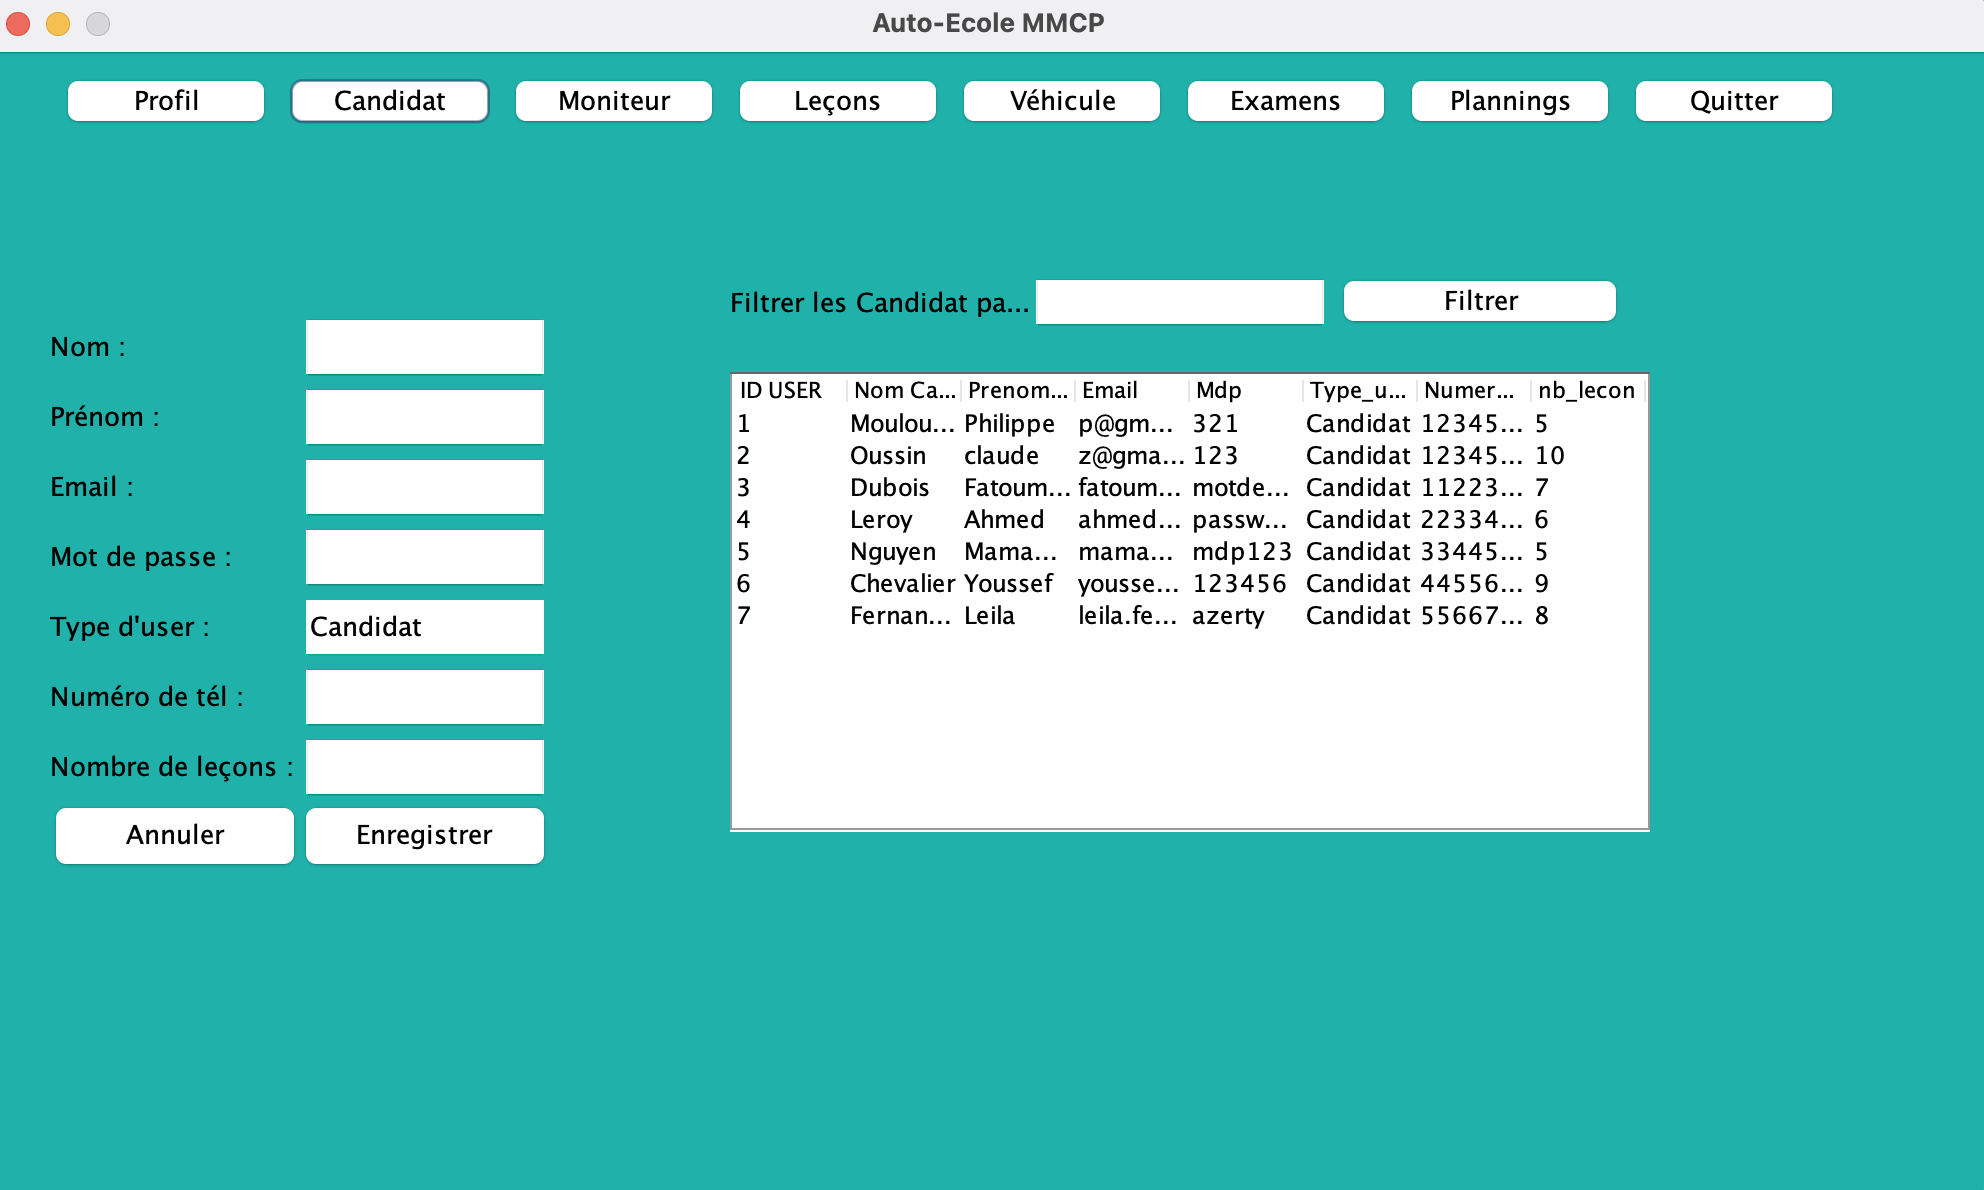 Auto-Ecole MMCP
Profil Candidat Moniteur Leçons Véhicule Examens Plannings Quitter
Filtrer les Candidat pa... Filtrer
Nom :
Prénom :
Email :
Mot de passe :
Type d'user : Candidat
Numéro de tél :
Nombre de leçons :
Annuler Enregistrer
ID USER Nom Ca... Prenom... Email Mdp Type_u... Numer... nb_lecon
1 Moulou... Philippe p@gm... 321 Candidat 12345... 5
2 Oussin claude z@gma... 123 Candidat 12345... 10
3 Dubois Fatoum... fatoum... motde... Candidat 11223... 7
4 Leroy Ahmed ahmed... passw... Candidat 22334... 6
5 Nguyen Mama... mama... mdp123 Candidat 33445... 5
6 Chevalier Youssef yousse... 123456 Candidat 44556... 9
7 Fernan... Leila leila.fe... azerty Candidat 55667... 8